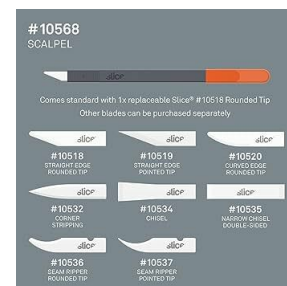 #10568
SCALPEL
slice
Comes standard with 1x replaceable Slice® #10518 Rounded Tip
Other blades can be purchased separately
slice
slice
slice
#10518
#10519
#10520
STRAIGHT EDGE
STRAIGHT EDGE
CURVED EDGE
ROUNDED TIP
POINTED TIP
ROUNDED TIP
slice
slice
slice
#10532
#10534
#10535
CORNER
CHISEL
NARROW CHISEL
STRIPPING
DOUBLE-SIDED
slice
slice
#10536
#10537
SEAM RIPPER
SEAM RIPPER
ROUNDED TIP
POINTED TIP